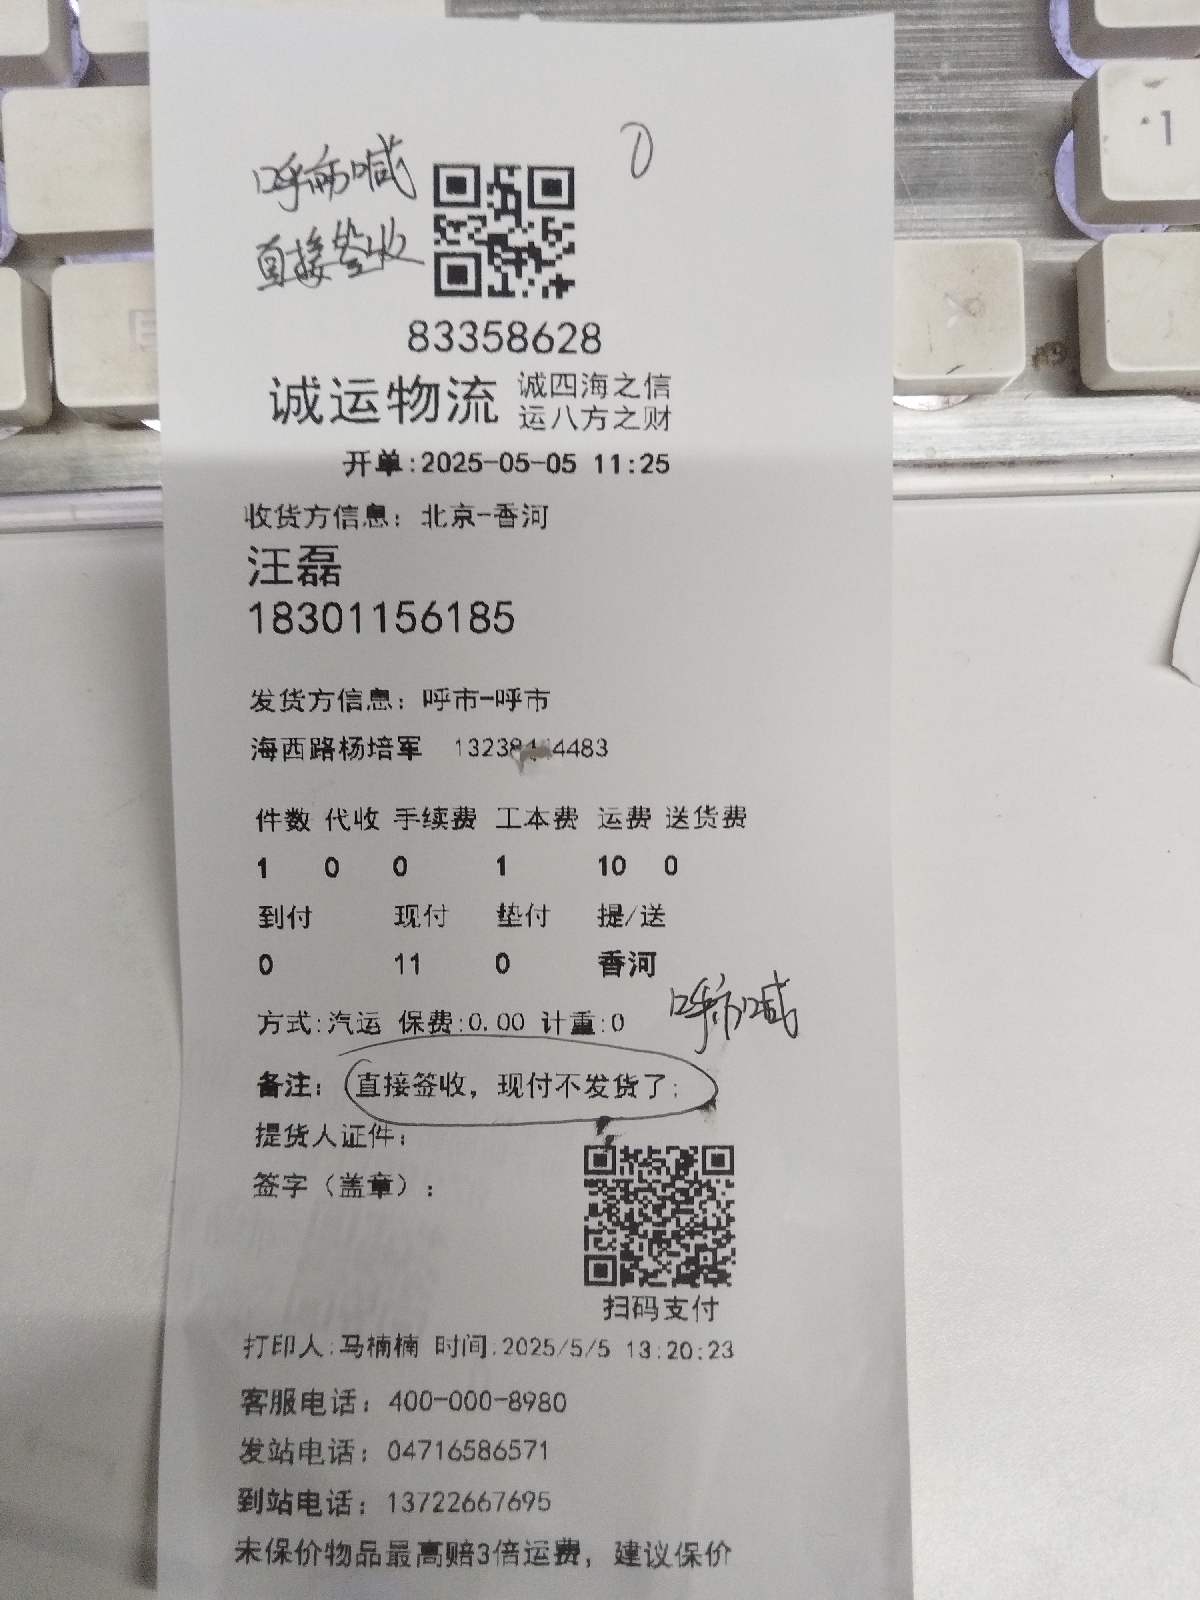 呼市喊
直接签收
0
83358628
诚运物流 诚四海之信
运八方之财
开单:2025-05-05 11:25
收货方信息：北京-香河
汪磊
18301156185
发货方信息：呼市-呼市
海西路杨培军 13238 4483
件数 代收 手续费 工本费 运费 送货费
1 0 0 1 10 0
到付 现付 垫付 提/送
0 11 0 香河
呼市喊
方式:汽运 保费:0.00 计重:0
备注：直接签收，现付不发货了;
提货人证件：
签字（盖章）：
扫码支付
打印人:马楠楠 时间:2025/5/5 13:20:23
客服电话：400-000-8980
发站电话：04716586571
到站电话：13722667695
未保价物品最高赔3倍运费，建议保价
1